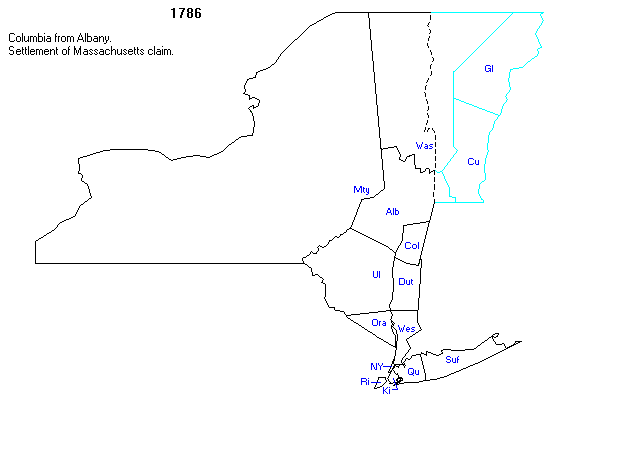 1786
Columbia from Albany.
Settlement of Massachusetts claim.
Gl
Was
Cu
Mty
Alb
Col
Ul
Dut
Ora
Wes
Suf
NY
Qu
Ri
Ki